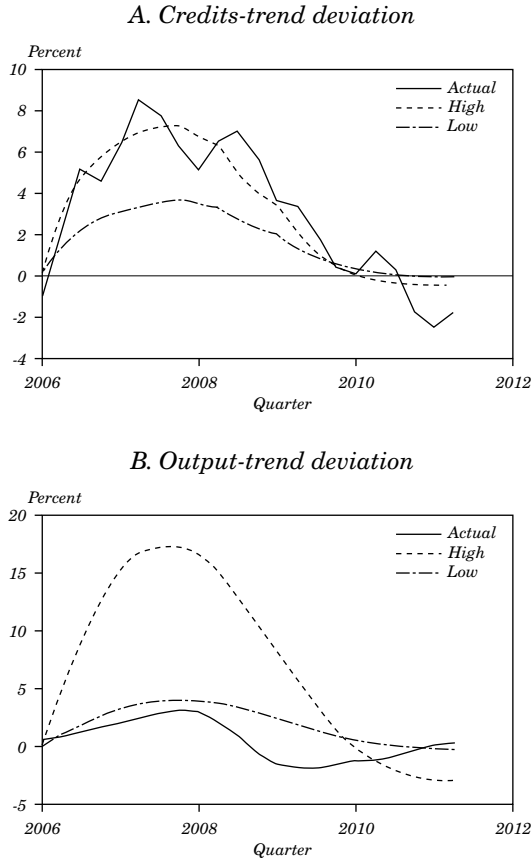 A. Credits-trend deviation
Percent
10
8
6
4
2
0
-2
-4
2006 2008 2010 2012
Quarter
Actual
High
Low
B. Output-trend deviation
Percent
20
15
10
5
0
-5
2006 2008 2010 2012
Quarter
Actual
High
Low